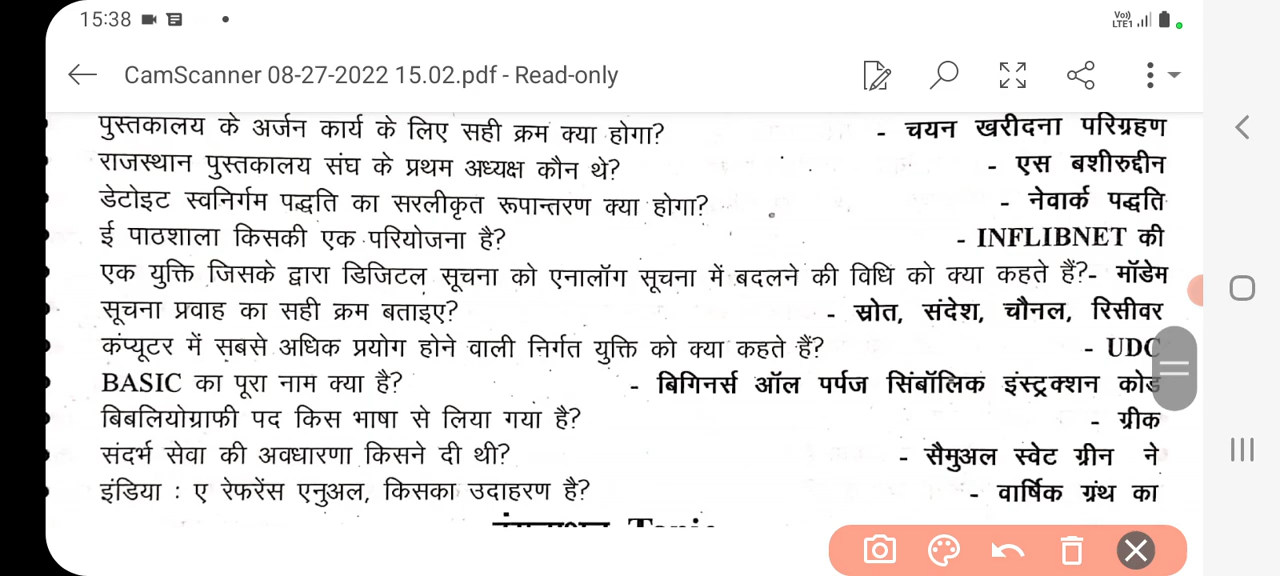 15:38
Vo)) LTE1
CamScanner 08-27-2022 15.02.pdf - Read-only
पुस्तकालय के अर्जन कार्य के लिए सही क्रम क्या होगा? - चयन खरीदना परिग्रहण
राजस्थान पुस्तकालय संघ के प्रथम अध्यक्ष कौन थे? - एस बशीरुद्दीन
डेटोइट स्वनिर्गम पद्धति का सरलीकृत रूपान्तरण क्या होगा? - नेवार्क पद्धति
ई पाठशाला किसकी एक परियोजना है? - INFLIBNET की
एक युक्ति जिसके द्वारा डिजिटल सूचना को एनालॉग सूचना में बदलने की विधि को क्या कहते हैं?- मॉडेम
सूचना प्रवाह का सही क्रम बताइए? - स्रोत, संदेश, चौनल, रिसीवर
कंप्यूटर में सबसे अधिक प्रयोग होने वाली निर्गत युक्ति को क्या कहते हैं? - UDC
BASIC का पूरा नाम क्या है? - बिगिनर्स ऑल पर्पज सिंबॉलिक इंस्ट्रक्शन कोड
बिबलियोग्राफी पद किस भाषा से लिया गया है? - ग्रीक
संदर्भ सेवा की अवधारणा किसने दी थी? - सैमुअल स्वेट ग्रीन ने
इंडिया : ए रेफरेंस एनुअल, किसका उदाहरण है? - वार्षिक ग्रंथ का